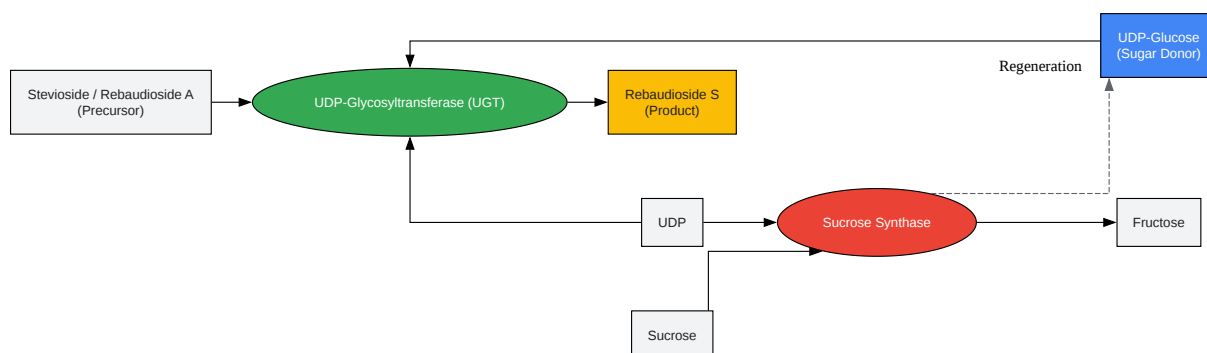 UDP-Glucose
(Sugar Donor)
Regeneration
Stevioside / Rebaudioside A
(Precursor)
UDP-Glycosyltransferase (UGT)
Rebaudioside S
(Product)
UDP
Sucrose Synthase
Fructose
Sucrose